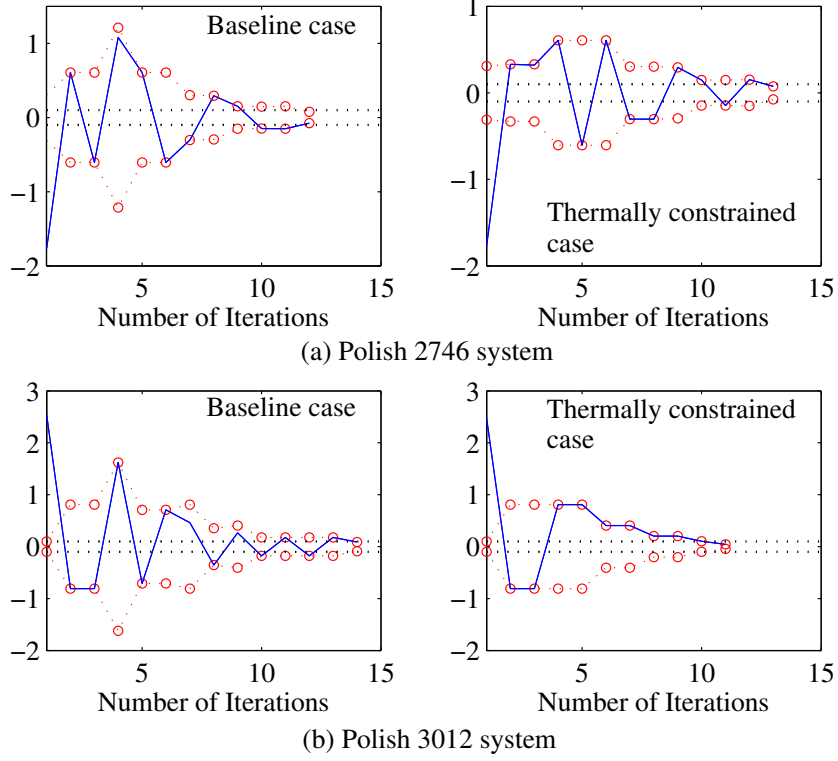 Baseline case
1
0
−1
−2
5
10
15
Number of Iterations
Thermally constrained
case
1
0
−1
−2
5
10
15
Number of Iterations
(a) Polish 2746 system
Baseline case
3
2
1
0
−1
−2
5
10
15
Number of Iterations
Thermally constrained
case
3
2
1
0
−1
−2
5
10
15
Number of Iterations
(b) Polish 3012 system